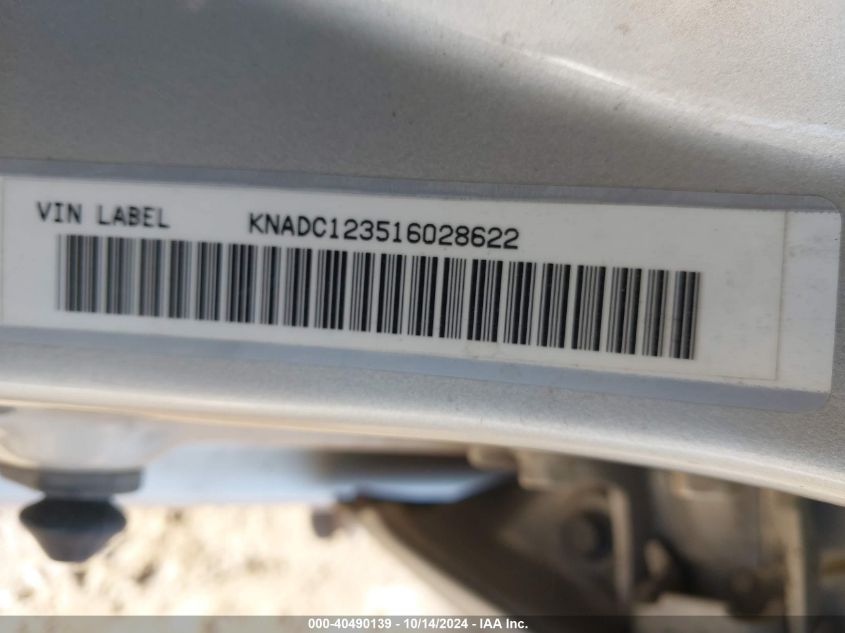 VIN LABEL KNADC123516028622
000-40490139 - 10/14/2024 - IAA Inc.